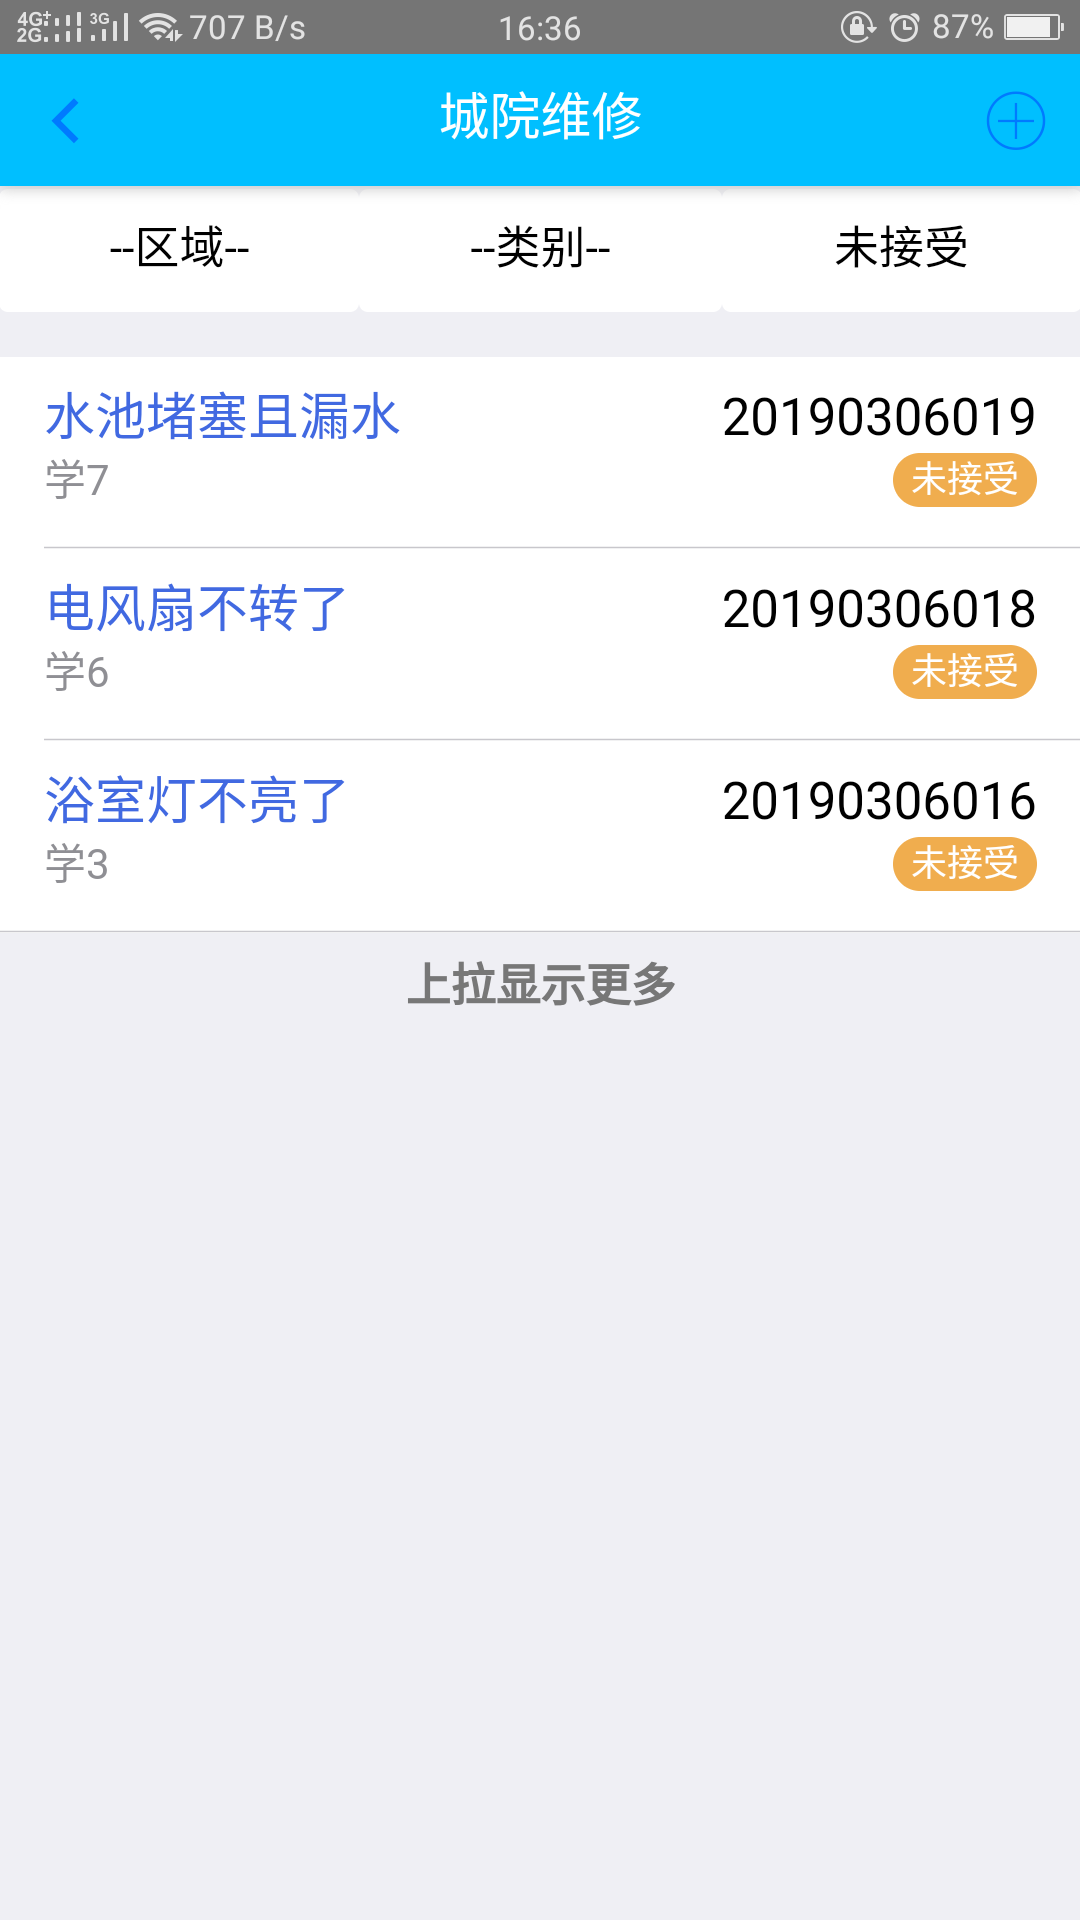 4G+ 2G 3G 707 B/s 16:36 87%
城院维修
--区域-- --类别-- 未接受
水池堵塞且漏水 20190306019
学7 未接受
电风扇不转了 20190306018
学6 未接受
浴室灯不亮了 20190306016
学3 未接受
上拉显示更多